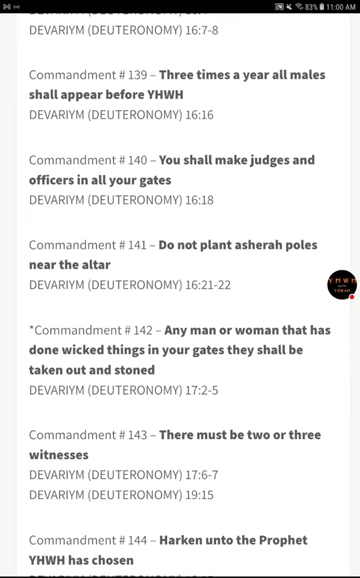 83% 11:00 AM
DEVARIYM (DEUTERONOMY) 16:7-8
Commandment # 139 – Three times a year all males
shall appear before YHWH
DEVARIYM (DEUTERONOMY) 16:16
Commandment # 140 – You shall make judges and
officers in all your gates
DEVARIYM (DEUTERONOMY) 16:18
Commandment # 141 – Do not plant asherah poles
near the altar
DEVARIYM (DEUTERONOMY) 16:21-22
*Commandment # 142 – Any man or woman that has
done wicked things in your gates they shall be
taken out and stoned
DEVARIYM (DEUTERONOMY) 17:2-5
Commandment # 143 – There must be two or three
witnesses
DEVARIYM (DEUTERONOMY) 17:6-7
DEVARIYM (DEUTERONOMY) 19:15
Commandment # 144 – Harken unto the Prophet
YHWH has chosen